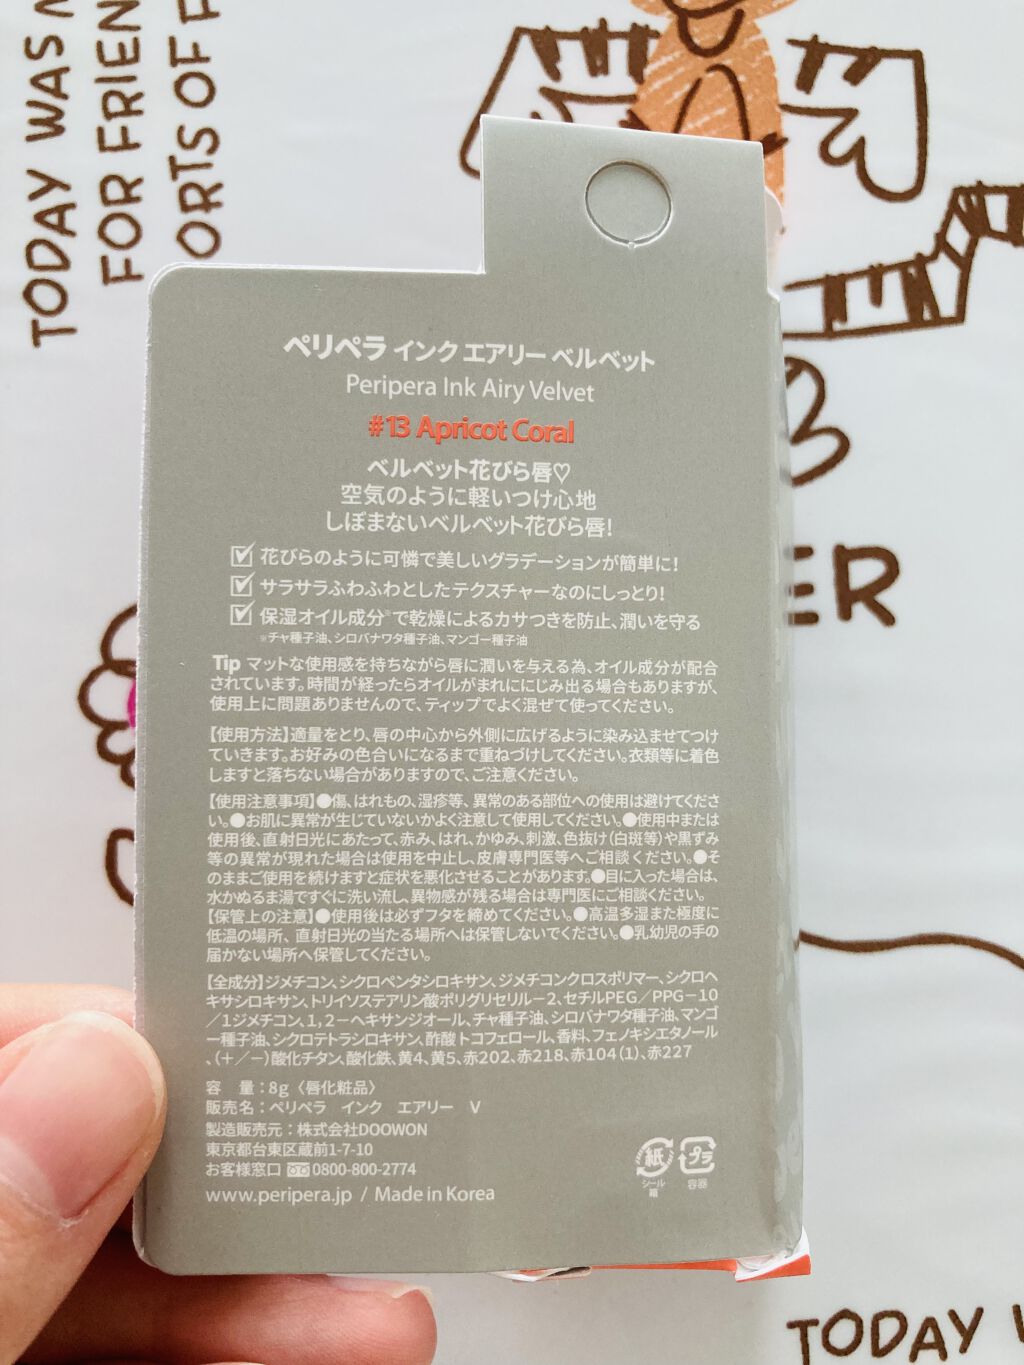 TODAY WAS
FOR FRIEN
ORTS OF F
ペリペラ インク エアリー ベルベット
Peripera Ink Airy Velvet
#13 Apricot Coral
ベルベット花びら唇♡
空気のように軽いつけ心地
しぼまないベルベット花びら唇!
花びらのように可憐で美しいグラデーションが簡単に!
サラサラふわふわとしたテクスチャーなのにしっとり!
保湿オイル成分※で乾燥によるカサつきを防止、潤いを守る
※チャ種子油、シロバナワタ種子油、マンゴー種子油
Tip マットな使用感を持ちながら唇に潤いを与える為、オイル成分が配合
されています。時間が経ったらオイルがまれににじみ出る場合もありますが、
使用上に問題ありませんので、ティップでよく混ぜて使ってください。
【使用方法】適量をとり、唇の中心から外側に広げるように染み込ませてつけ
ていきます。お好みの色合いになるまで重ねづけしてください。衣類等に着色
しますと落ちない場合がありますので、ご注意ください。
【使用注意事項】●傷、はれもの、湿疹等、異常のある部位への使用は避けてくださ
い。●お肌に異常が生じていないかよく注意して使用してください。●使用中または
使用後、直射日光にあたって、赤み、はれ、かゆみ、刺激、色抜け(白斑等)や黒ずみ
等の異常が現れた場合は使用を中止し、皮膚専門医等へご相談ください。●そ
のままご使用を続けますと症状を悪化させることがあります。●目に入った場合は、
水かぬるま湯ですぐに洗い流し、異物感が残る場合は専門医にご相談ください。
【保管上の注意】●使用後は必ずフタを締めてください。●高温多湿また極度に
低温の場所、直射日光の当たる場所へは保管しないでください。●乳幼児の手の
届かない場所へ保管してください。
【全成分】ジメチコン、シクロペンタシロキサン、ジメチコンクロスポリマー、シクロヘ
キサシロキサン、トリイソステアリン酸ポリグリセリル-2、セチルPEG/PPG-10
/1ジメチコン、1,2-ヘキサンジオール、チャ種子油、シロバナワタ種子油、マンゴ
ー種子油、シクロテトラシロキサン、酢酸トコフェロール、香料、フェノキシエタノール
、(+/-)酸化チタン、酸化鉄、黄4、黄5、赤202、赤218、赤104(1)、赤227
容　量:8g〈唇化粧品〉
販売名:ペリペラ　インク　エアリー　V
製造販売元:株式会社DOOWON
東京都台東区蔵前1-7-10
お客様窓口 0800-800-2774
www.peripera.jp / Made in Korea
紙
シール
箱
プラ
容器
ER
TODAY